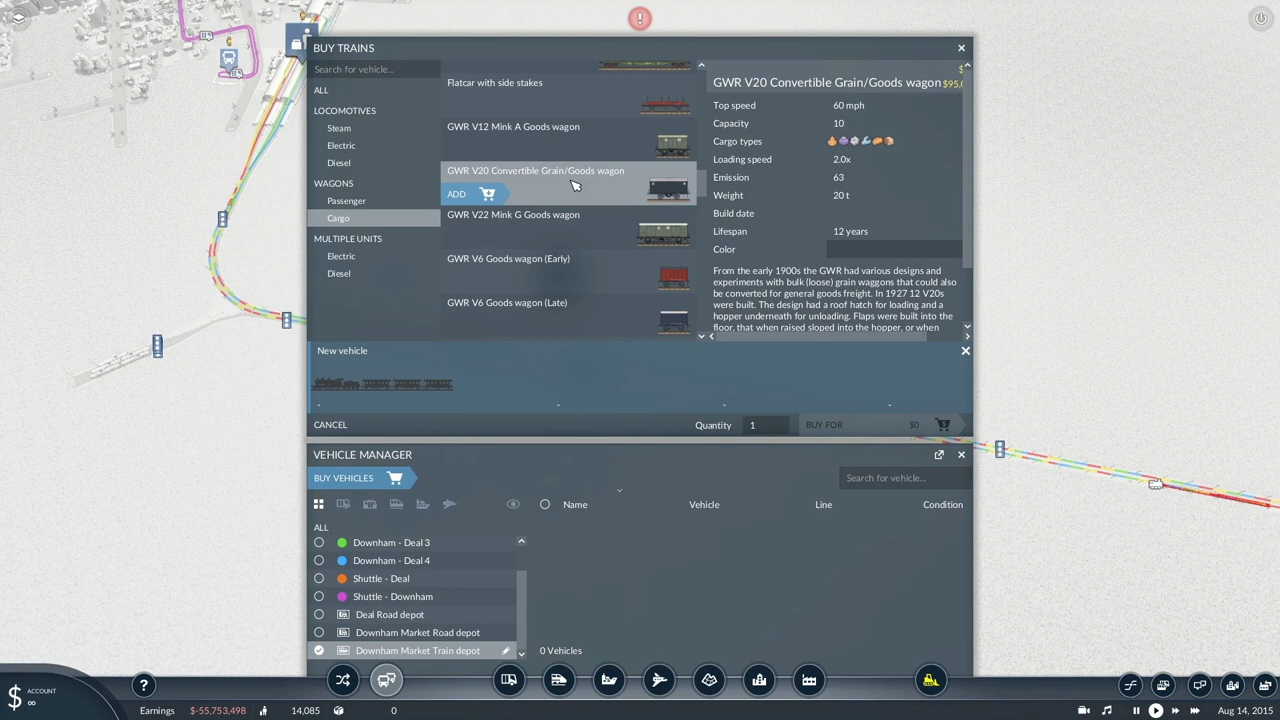 BUY TRAINS
Search for vehicle...
ALL
LOCOMOTIVES
Steam
Electric
Diesel
WAGONS
Passenger
Cargo
MULTIPLE UNITS
Electric
Diesel
Flatcar with side stakes
GWR V12 Mink A Goods wagon
GWR V20 Convertible Grain/Goods wagon
ADD
GWR V22 Mink G Goods wagon
GWR V6 Goods wagon (Early)
GWR V6 Goods wagon (Late)
$
GWR V20 Convertible Grain/Goods wagon
Top speed 60 mph
Capacity 10
Cargo types
Loading speed 2.0x
Emission 63
Weight 20 t
Build date
Lifespan 12 years
Color
From the early 1900s the GWR had various designs and
experiments with bulk (loose) grain waggons that could also
be converted for general goods freight. In 1927 12 V20s
were built. The design had a roof hatch for loading and a
hopper underneath for unloading. Flaps were built into the
floor, that when raised sloped into the hopper, or when
New vehicle
- - - -
CANCEL
Quantity 1
BUY FOR $0
VEHICLE MANAGER
BUY VEHICLES
Search for vehicle...
Name Vehicle Line Condition
ALL
Downham - Deal 3
Downham - Deal 4
Shuttle - Deal
Shuttle - Downham
Deal Road depot
Downham Market Road depot
Downham Market Train depot
0 Vehicles
$ ACCOUNT
∞
?
Earnings $-55,753,498 14,085 0
Aug 14, 2015